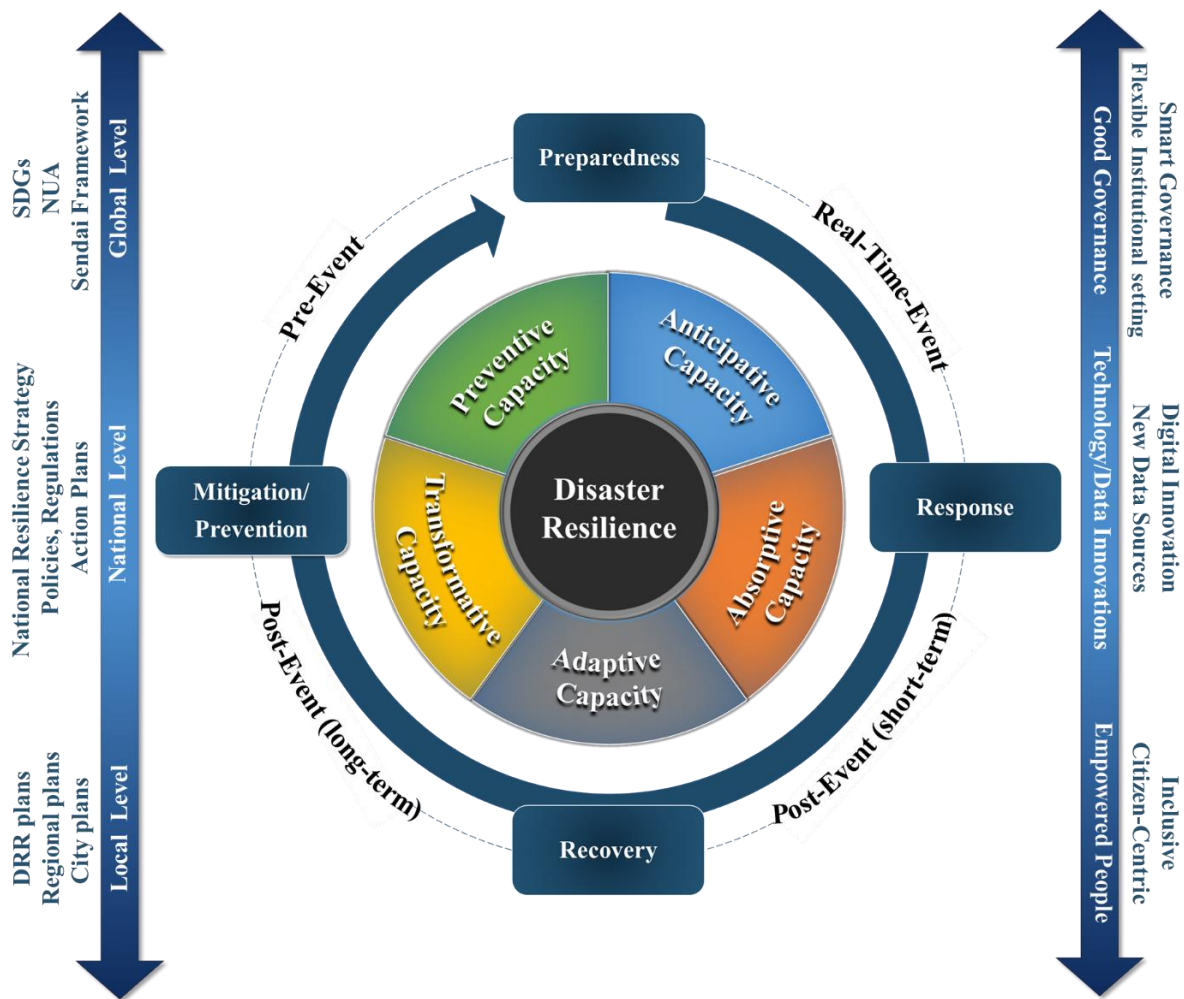 SDGs
NUA
Sendai Framework
Global Level
National Resilience Strategy
Policies, Regulations
Action Plans
National Level
DRR plans
Regional plans
City plans
Local Level
Preparedness
Pre-Event
Real-Time-Event
Preventive
Capacity
Anticipative
Capacity
Mitigation/
Prevention
Disaster
Resilience
Response
Transformative
Capacity
Absorptive
Capacity
Adaptive
Capacity
Post-Event (long-term)
Post-Event (short-term)
Recovery
Smart Governance
Flexible Institutional setting
Good Governance
Digital Innovation
New Data Sources
Technology/Data Innovations
Inclusive
Citizen-Centric
Empowered People